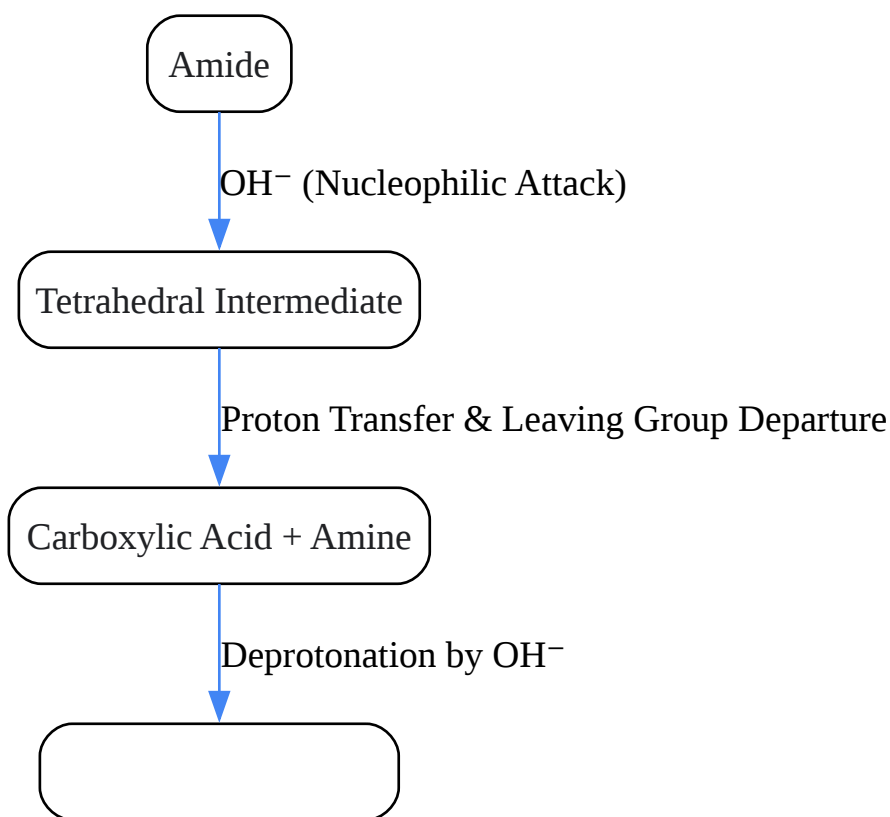 Amide
OH⁻ (Nucleophilic Attack)
Tetrahedral Intermediate
Proton Transfer & Leaving Group Departure
Carboxylic Acid + Amine
Deprotonation by OH⁻